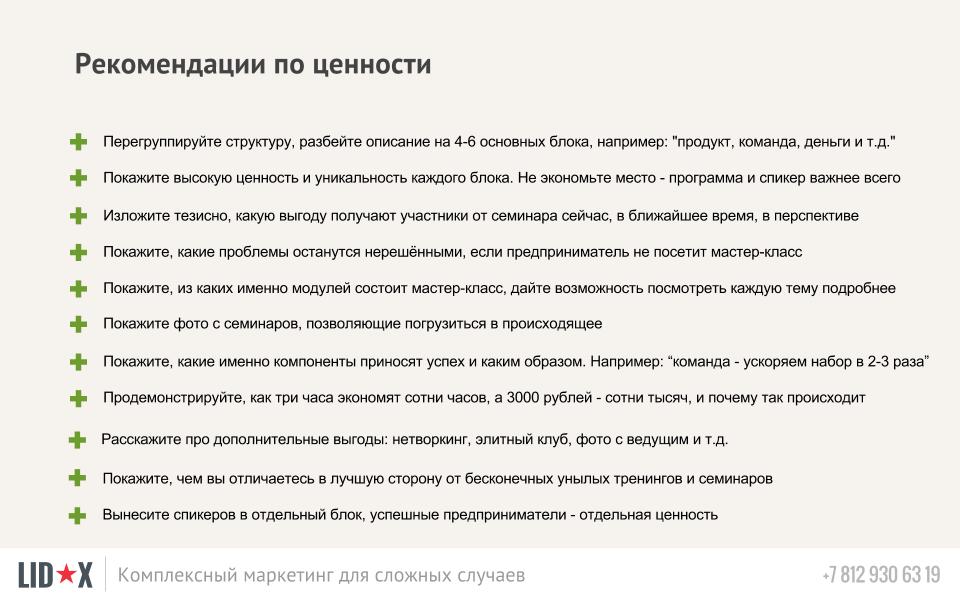 Рекомендации по ценности
Перегруппируйте структуру, разбейте описание на 4-6 основных блока, например: "продукт, команда, деньги и т.д."
Покажите высокую ценность и уникальность каждого блока. Не экономьте место - программа и спикер важнее всего
Изложите тезисно, какую выгоду получают участники от семинара сейчас, в ближайшее время, в перспективе
Покажите, какие проблемы останутся нерешёнными, если предприниматель не посетит мастер-класс
Покажите, из каких именно модулей состоит мастер-класс, дайте возможность посмотреть каждую тему подробнее
Покажите фото с семинаров, позволяющие погрузиться в происходящее
Покажите, какие именно компоненты приносят успех и каким образом. Например: “команда - ускоряем набор в 2-3 раза”
Продемонстрируйте, как три часа экономят сотни часов, а 3000 рублей - сотни тысяч, и почему так происходит
Расскажите про дополнительные выгоды: нетворкинг, элитный клуб, фото с ведущим и т.д.
Покажите, чем вы отличаетесь в лучшую сторону от бесконечных унылых тренингов и семинаров
Вынесите спикеров в отдельный блок, успешные предприниматели - отдельная ценность
LID★X Комплексный маркетинг для сложных случаев +7 812 930 63 19